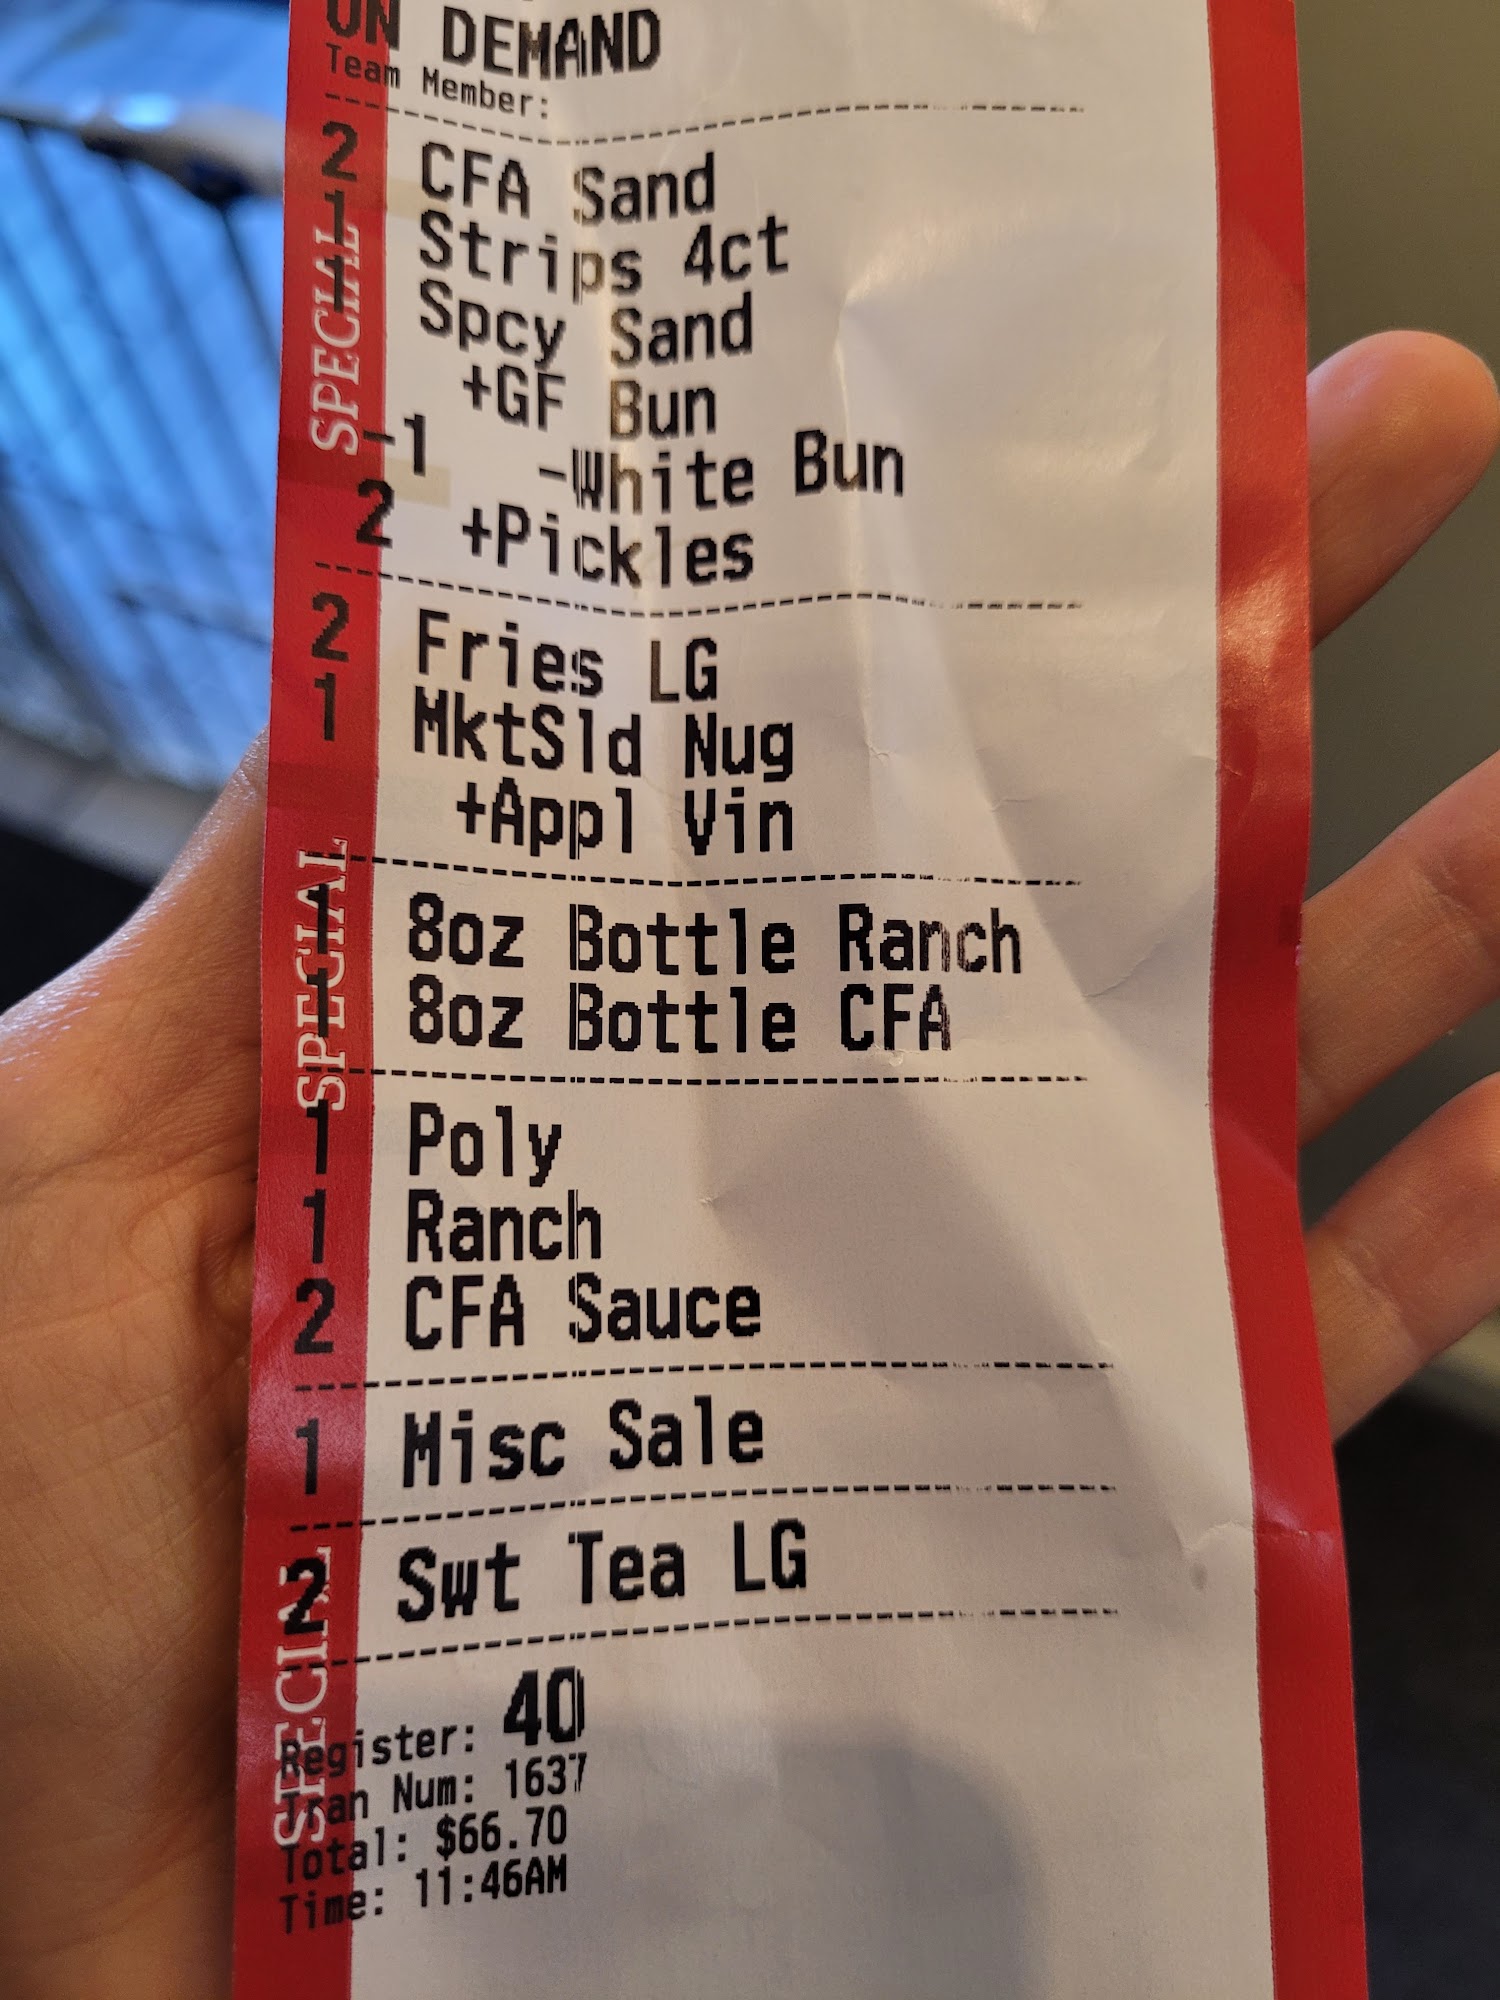 ON DEMAND
Team Member:
2 CFA Sand
1 Strips 4ct
1 Spcy Sand
+GF Bun
-1 -White Bun
2 +Pickles
2 Fries LG
1 MktSld Nug
+Appl Vin
1 8oz Bottle Ranch
1 8oz Bottle CFA
1 Poly
1 Ranch
2 CFA Sauce
1 Misc Sale
2 Swt Tea LG
Register: 40
Tran Num: 1637
Total: $66.70
Time: 11:46AM
SPECIAL
SPECIAL
SPECIAL